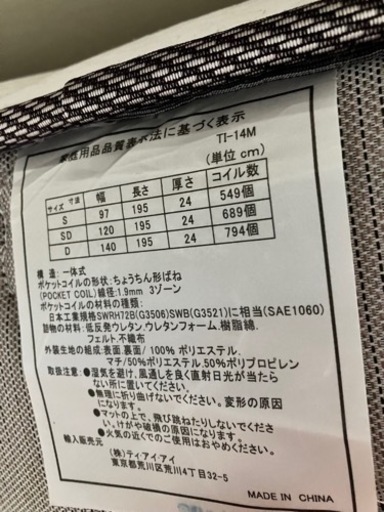 家庭用品品質表示法に基づく表示
TI-14M
(単位 cm)
サイズ 寸法 幅 長さ 厚さ コイル数
S 97 195 24 549個
SD 120 195 24 689個
D 140 195 24 794個
構 造：一体式
ポケットコイルの形状：ちょうちん形ばね
(POCKET COIL)線径:1.9mm 3ゾーン
ポケットコイルの材料の種類：
日本工業規格SWRH72B(G3506)SWB(G3521)に相当(SAE1060)
詰物の材料：低反発ウレタン,ウレタンフォーム,樹脂綿,
フェルト,不織布
外装生地の組成：表面,裏面/100% ポリエステル,
マチ/50%ポリエステル,50%ポリプロピレン
取扱注意：●湿気を避け、風通しを良く直射日光が当たら
ない所に置いてください。
●無理に折り曲げないでください。変形の原因
になります。
●マットの上で、飛び跳ねたりしないでくださ
い。けがや破損の原因になります。
●火気の近くでのご使用はおやめください。
輸入販売元 (株)ティ・アイ・アイ
東京都荒川区荒川4丁目32-5
MADE IN CHINA